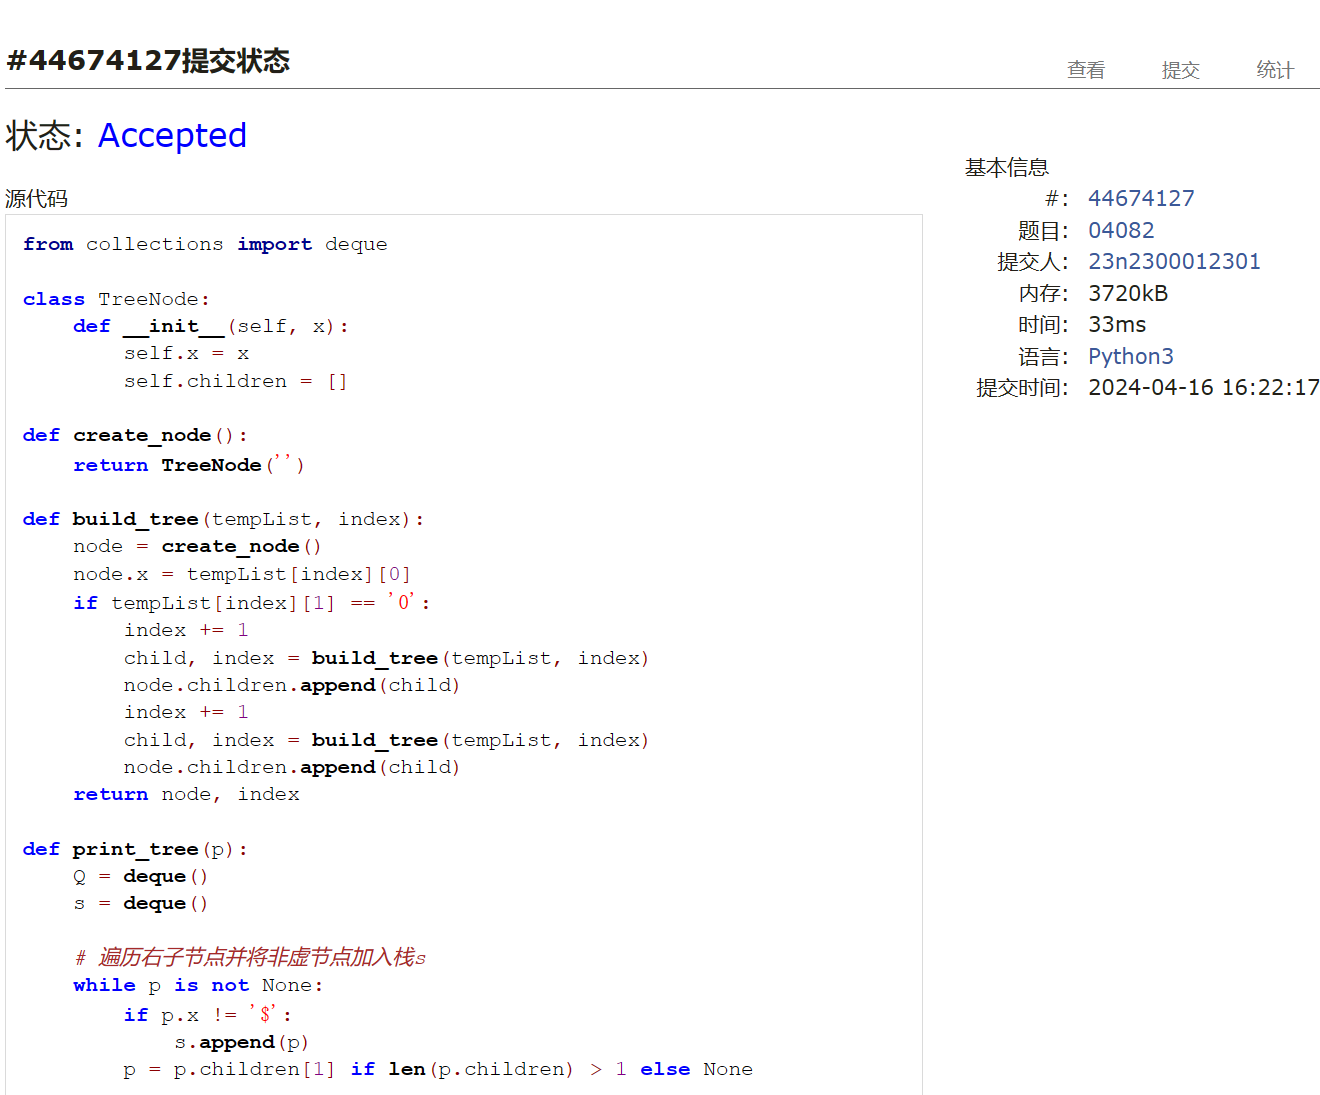 #44674127提交状态
查看 提交 统计
状态: Accepted
源代码
from collections import deque
class TreeNode:
    def __init__(self, x):
        self.x = x
        self.children = []
def create_node():
    return TreeNode('')
def build_tree(tempList, index):
    node = create_node()
    node.x = tempList[index][0]
    if tempList[index][1] == '0':
        index += 1
        child, index = build_tree(tempList, index)
        node.children.append(child)
        index += 1
        child, index = build_tree(tempList, index)
        node.children.append(child)
    return node, index
def print_tree(p):
    Q = deque()
    s = deque()
    # 遍历右子节点并将非虚节点加入栈s
    while p is not None:
        if p.x != '$':
            s.append(p)
        p = p.children[1] if len(p.children) > 1 else None
基本信息
#: 44674127
题目: 04082
提交人: 23n2300012301
内存: 3720kB
时间: 33ms
语言: Python3
提交时间: 2024-04-16 16:22:17